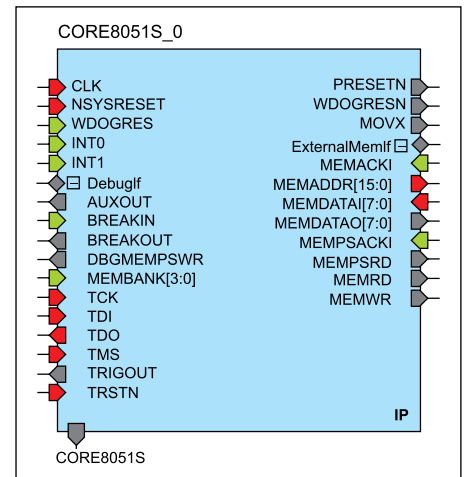 CORE8051S_0
CLK
NSYSRESET
WDOGRES
INT0
INT1
DebugIf
AUXOUT
BREAKIN
BREAKOUT
DBGMEMPSWR
MEMBANK[3:0]
TCK
TDI
TDO
TMS
TRIGOUT
TRSTN
PRESETN
WDOGRESN
MOVX
ExternalMemIf
MEMACKI
MEMADDR[15:0]
MEMDATAI[7:0]
MEMDATAO[7:0]
MEMPSACKI
MEMPSRD
MEMRD
MEMWR
IP
CORE8051S